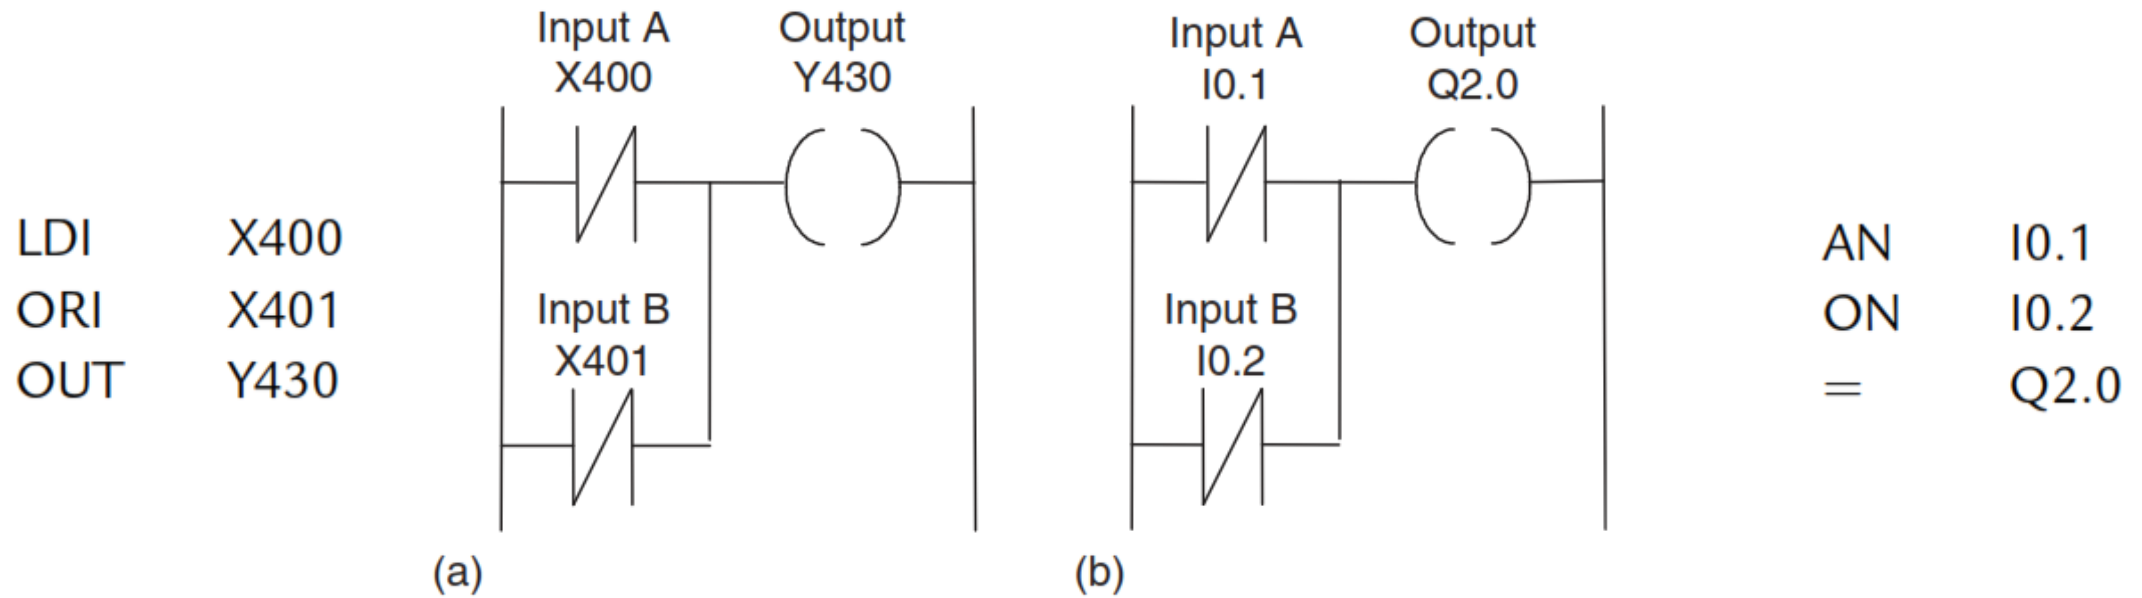 LDI X400
ORI X401
OUT Y430
Input A
X400
Output
Y430
Input B
X401
(a)
Input A
I0.1
Output
Q2.0
Input B
I0.2
(b)
AN I0.1
ON I0.2
= Q2.0